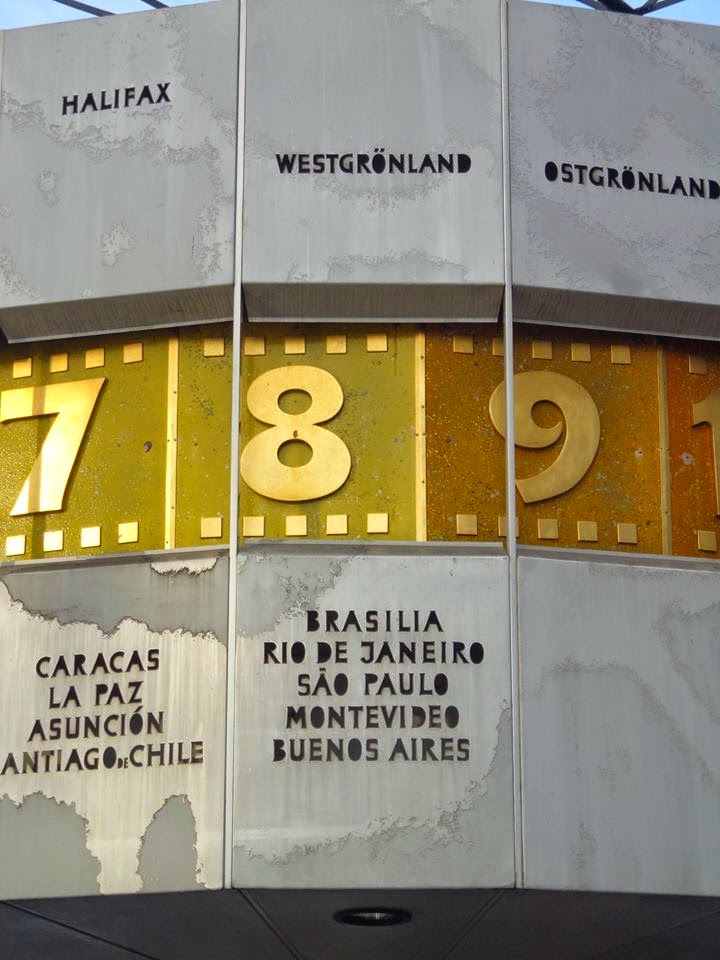 HALIFAX
WESTGRÖNLAND
OSTGRÖNLAND
7 8 9 1
CARACAS
LA PAZ
ASUNCIÓN
ANTIAGO DE CHILE
BRASILIA
RIO DE JANEIRO
SÃO PAULO
MONTEVIDEO
BUENOS AIRES